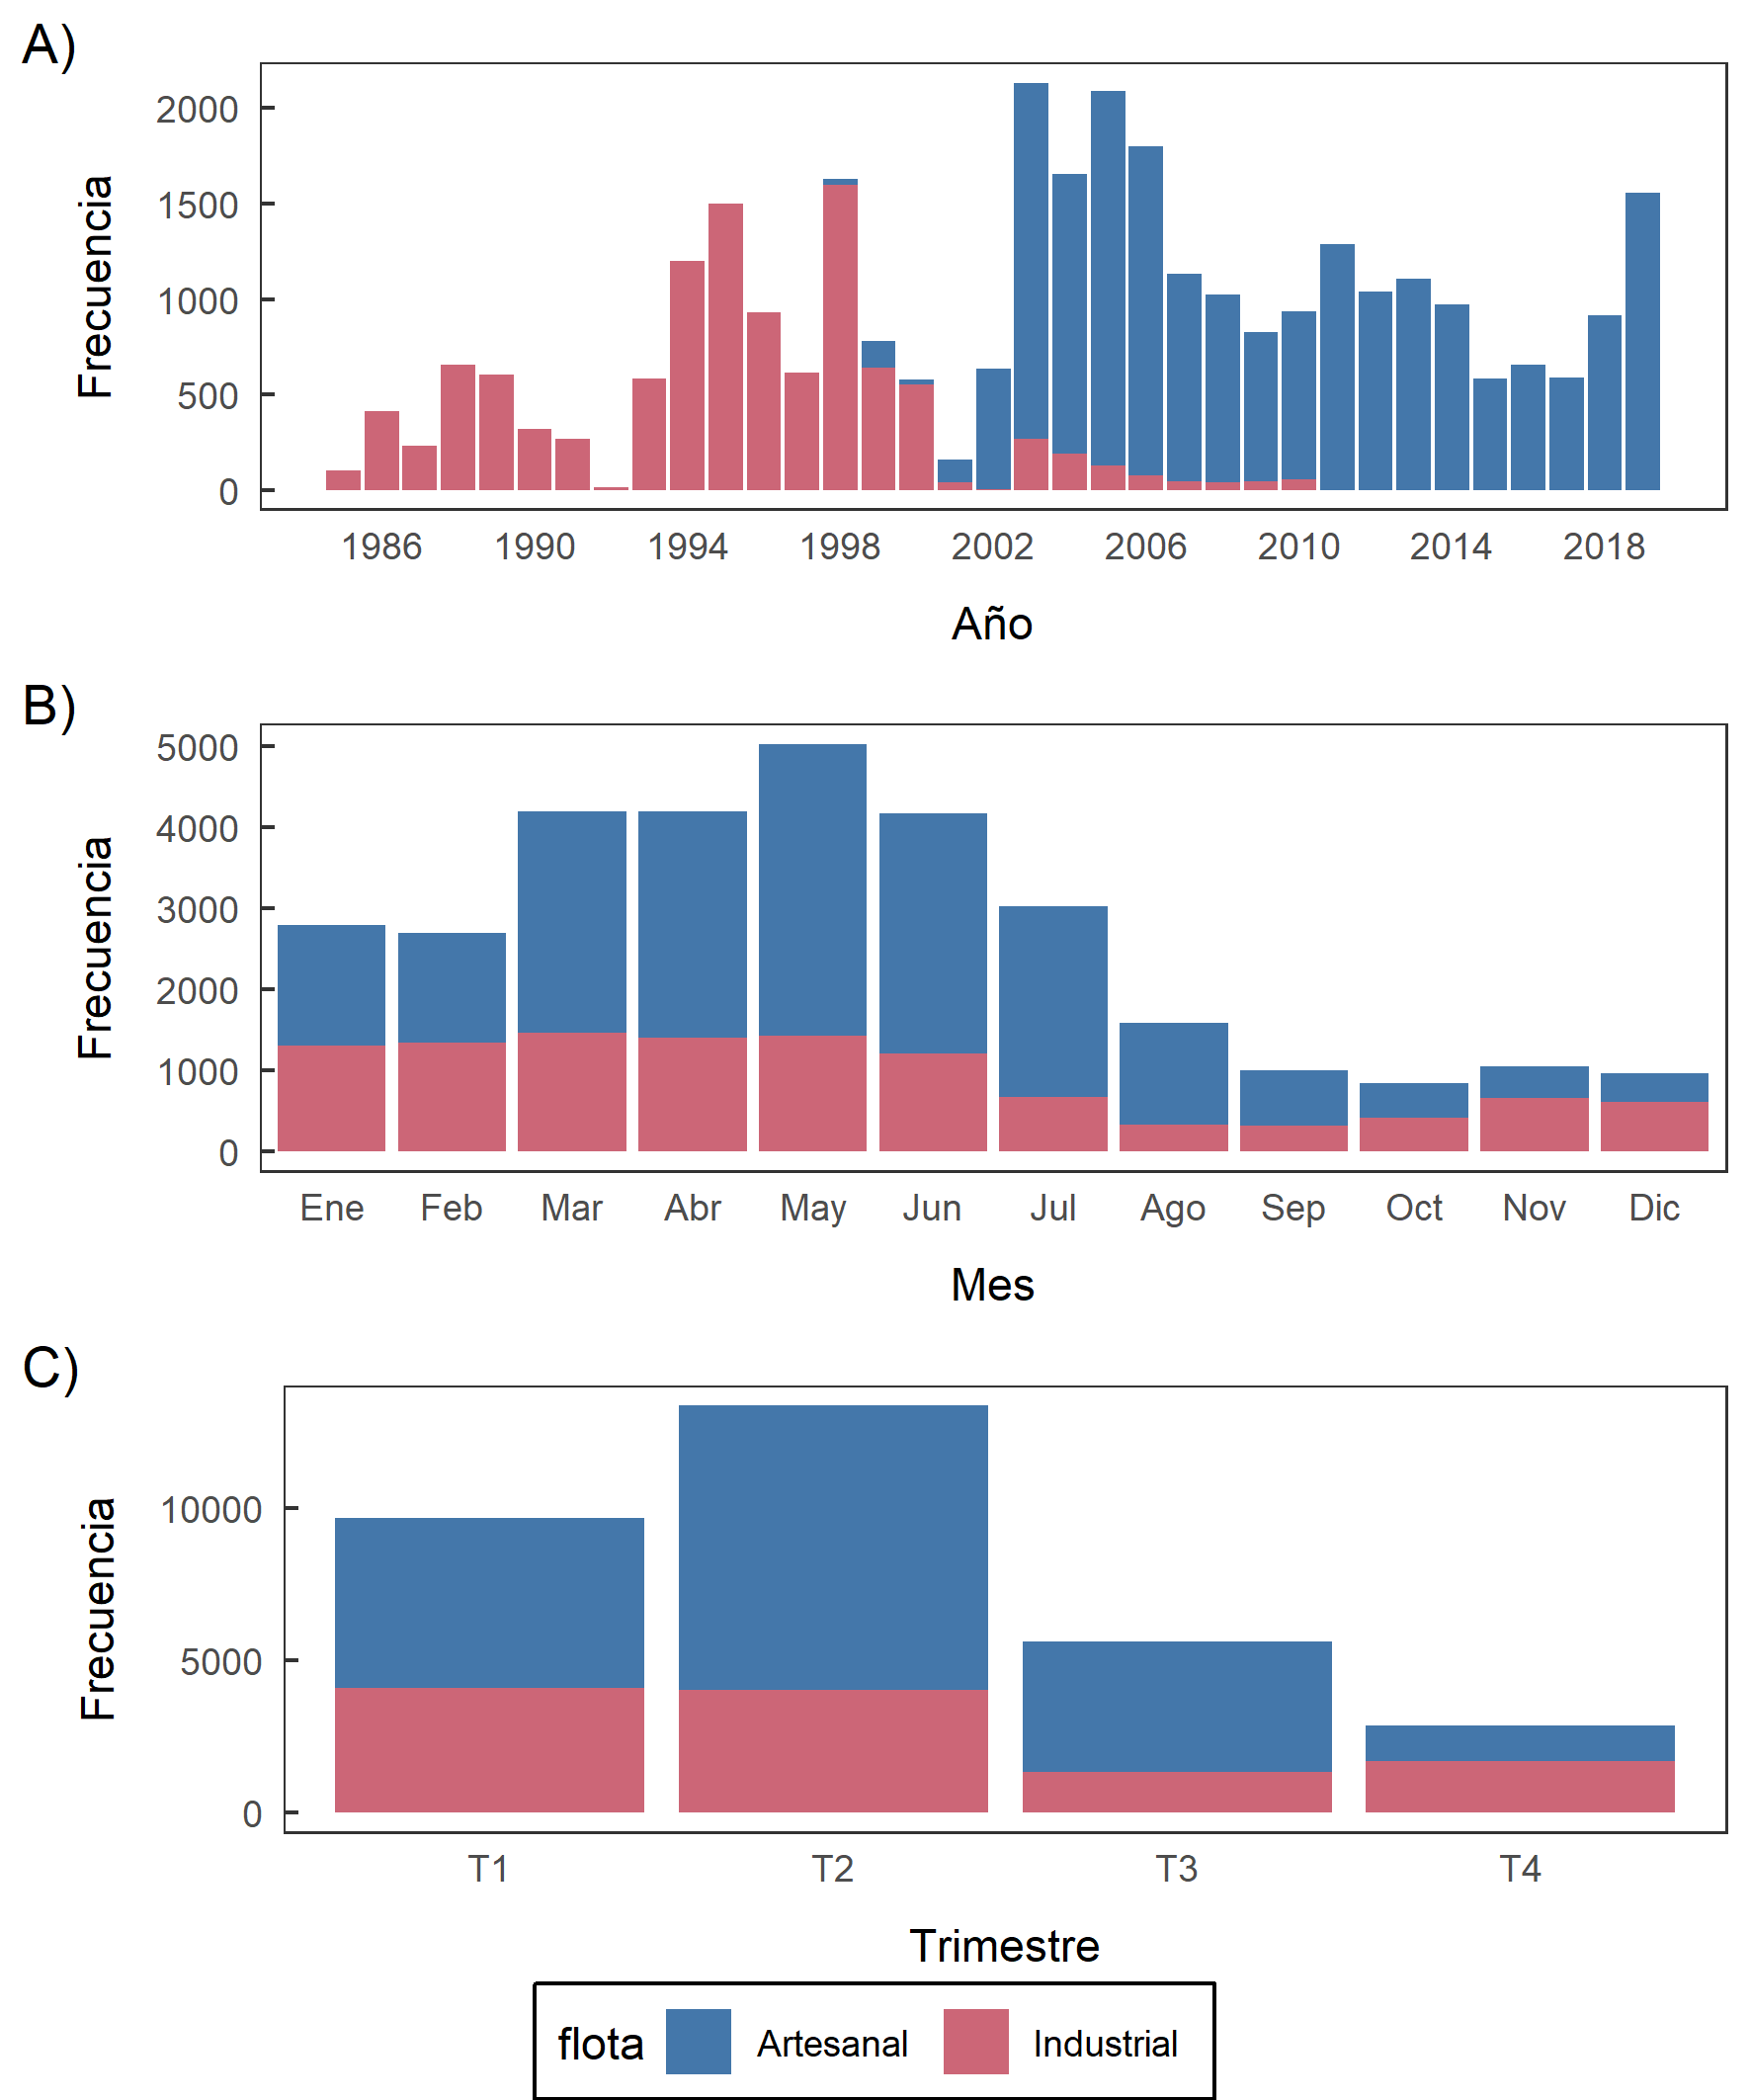 A)
Frecuencia
2000
1500
1000
500
0
1986 1990 1994 1998 2002 2006 2010 2014 2018
Año
B)
Frecuencia
5000
4000
3000
2000
1000
0
Ene Feb Mar Abr May Jun Jul Ago Sep Oct Nov Dic
Mes
C)
Frecuencia
10000
5000
0
T1 T2 T3 T4
Trimestre
flota Artesanal Industrial